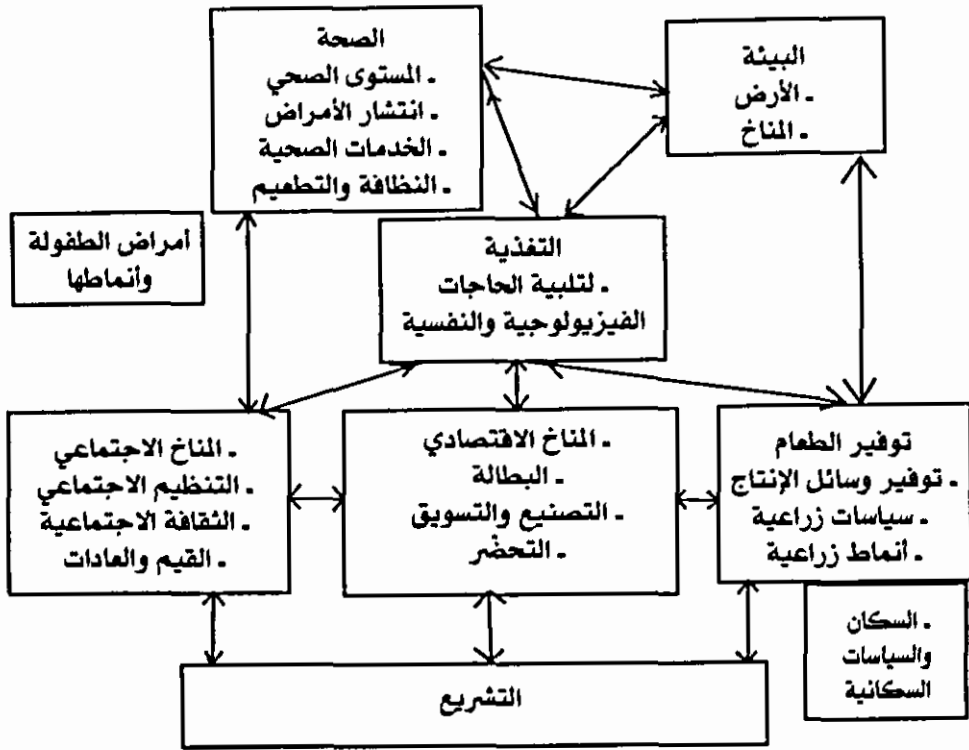 الصحة
ـ المستوى الصحي
ـ انتشار الأمراض
ـ الخدمات الصحية
ـ النظافة والتطعيم
البيئة
ـ الأرض
ـ المناخ
أمراض الطفولة
وأنماطها
التغذية
ـ لتلبية الحاجات
الفيزيولوجية والنفسية
ـ المناخ الاجتماعي
ـ التنظيم الاجتماعي
ـ الثقافة الاجتماعية
ـ القيم والعادات
ـ المناخ الاقتصادي
ـ البطالة
ـ التصنيع والتسويق
ـ التحضّر
توفير الطعام
ـ توفير وسائل الإنتاج
ـ سياسات زراعية
ـ أنماط زراعية
ـ السكان
والسياسات
السكانية
التشريع